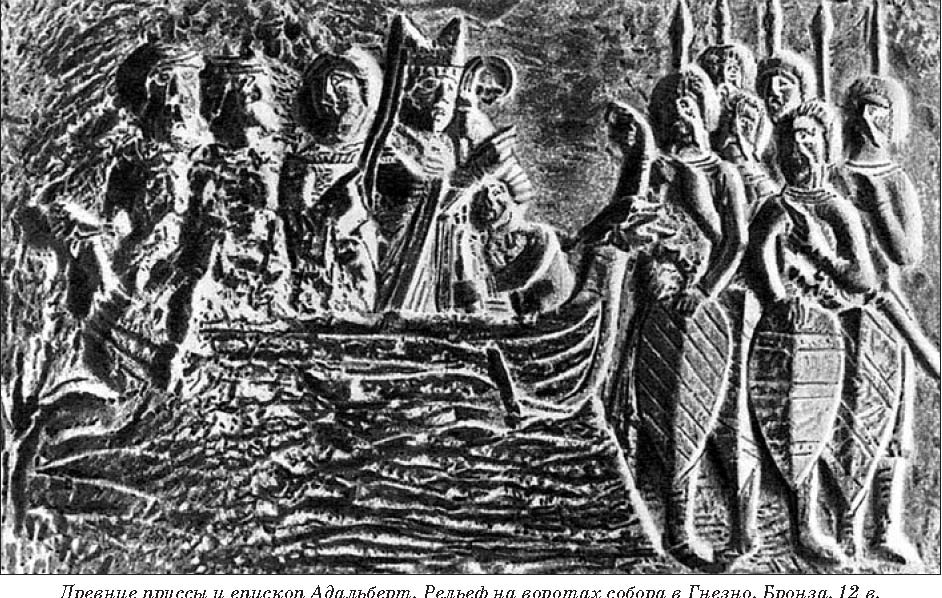 Древние пруссы и епископ Адальберт. Рельеф на воротах собора в Гнезно. Бронза. 12 в.